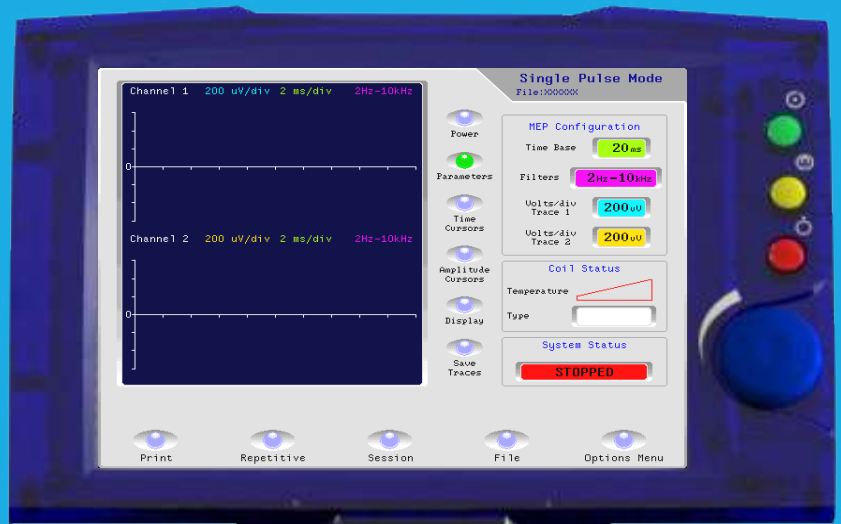 Single Pulse Mode
File:XXXXXX
Channel 1 200 uV/div 2 ms/div 2Hz-10kHz
0
Channel 2 200 uV/div 2 ms/div 2Hz-10kHz
0
Power
Parameters
Time
Cursors
Amplitude
Cursors
Display
Save
Traces
MEP Configuration
Time Base 20 ms
Filters 2Hz-10kHz
Volts/div
Trace 1 200uV
Volts/div
Trace 2 200uV
Coil Status
Temperature
Type
System Status
STOPPED
Print Repetitive Session File Options Menu